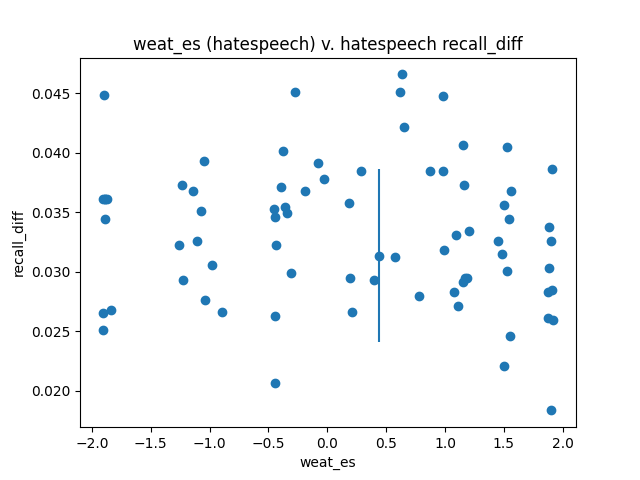 weat_es (hatespeech) v. hatespeech recall_diff
0.045
0.040
0.035
0.030
0.025
0.020
recall_diff
−2.0 −1.5 −1.0 −0.5 0.0 0.5 1.0 1.5 2.0
weat_es